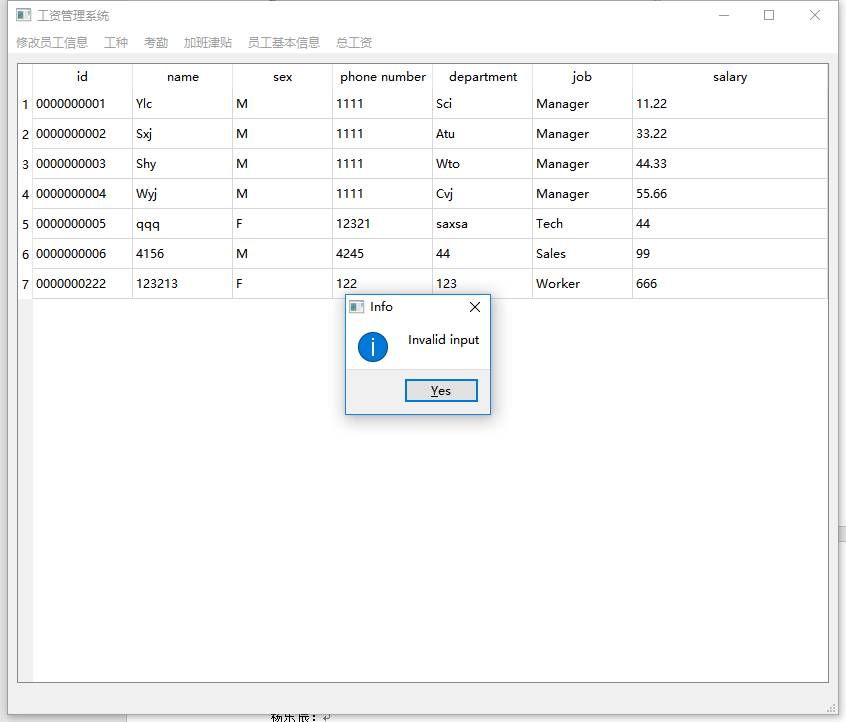 工资管理系统
修改员工信息 工种 考勤 加班津贴 员工基本信息 总工资
id name sex phone number department job salary
1 0000000001 Ylc M 1111 Sci Manager 11.22
2 0000000002 Sxj M 1111 Atu Manager 33.22
3 0000000003 Shy M 1111 Wto Manager 44.33
4 0000000004 Wyj M 1111 Cvj Manager 55.66
5 0000000005 qqq F 12321 saxsa Tech 44
6 0000000006 4156 M 4245 44 Sales 99
7 0000000222 123213 F 122 123 Worker 666
Info
Invalid input
Yes